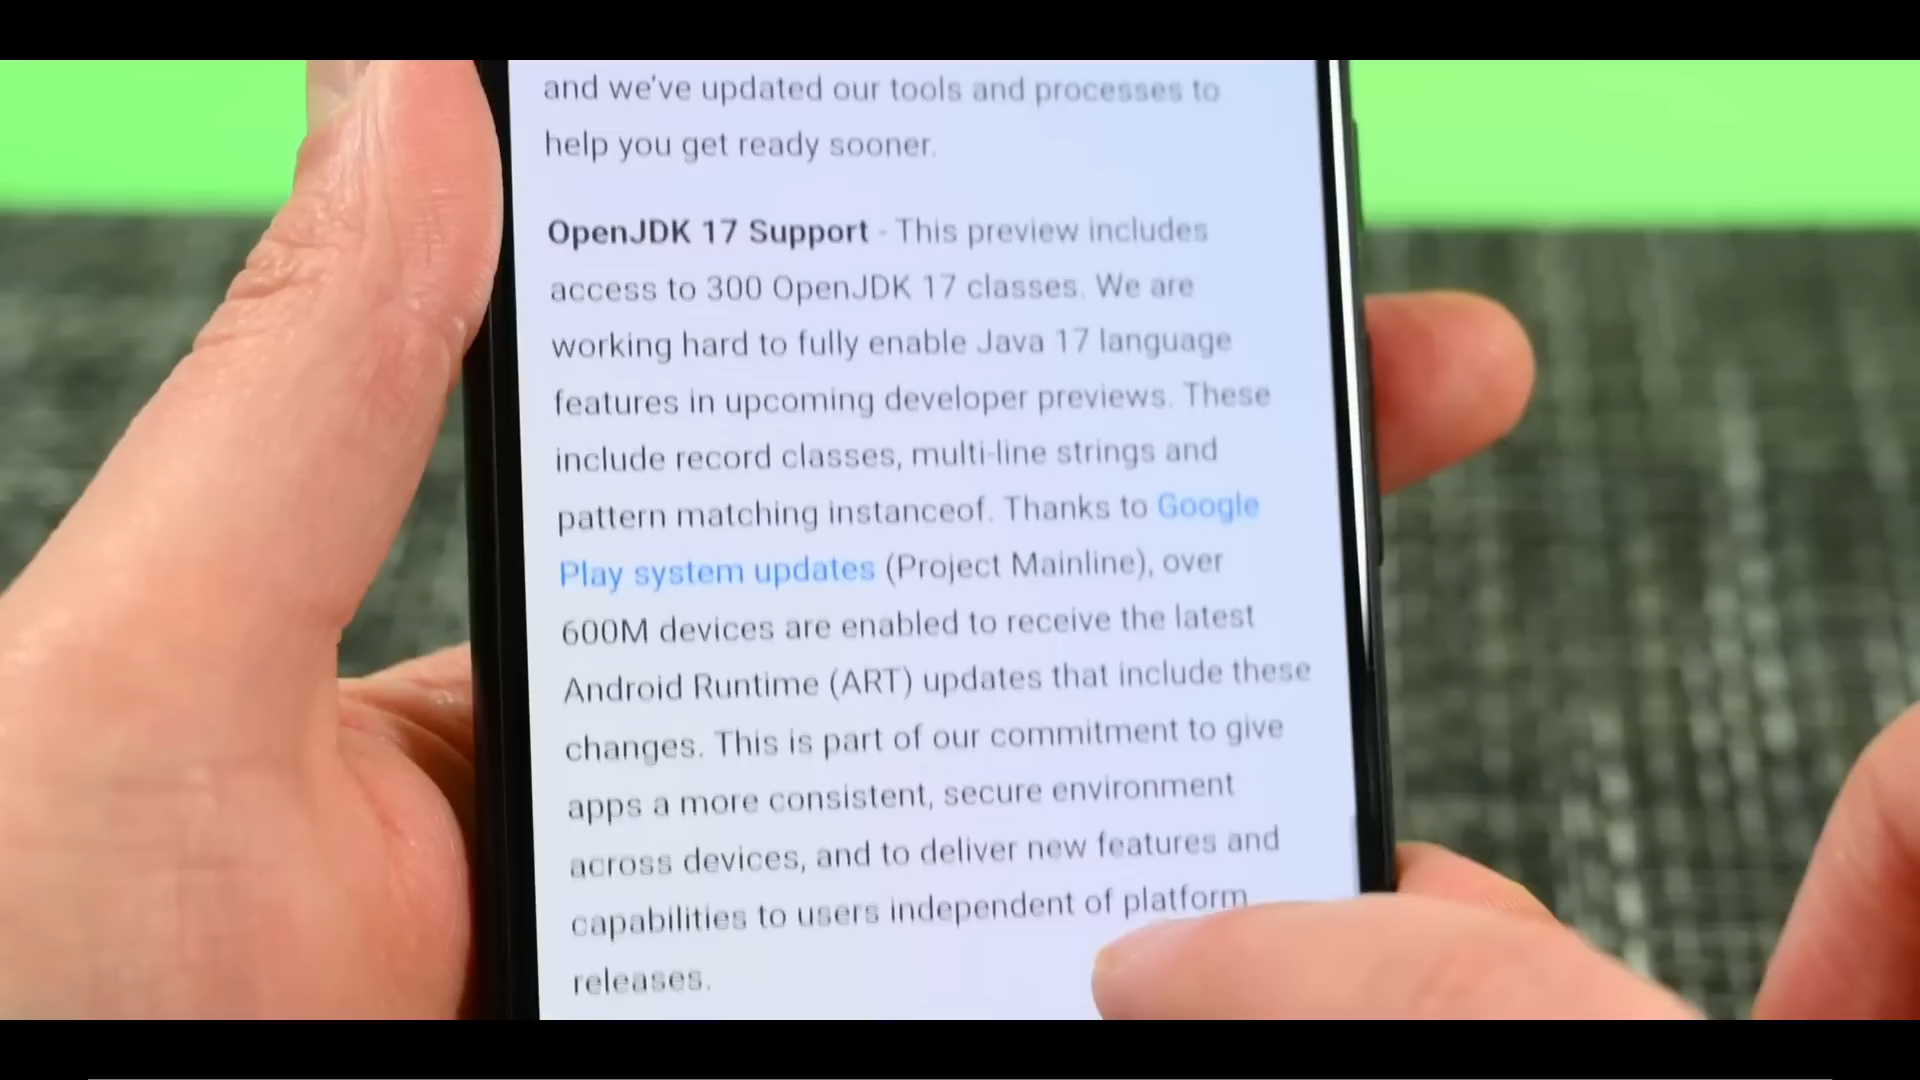 and we've updated our tools and processes to
help you get ready sooner.
OpenJDK 17 Support - This preview includes
access to 300 OpenJDK 17 classes. We are
working hard to fully enable Java 17 language
features in upcoming developer previews. These
include record classes, multi-line strings and
pattern matching instanceof. Thanks to Google
Play system updates (Project Mainline), over
600M devices are enabled to receive the latest
Android Runtime (ART) updates that include these
changes. This is part of our commitment to give
apps a more consistent, secure environment
across devices, and to deliver new features and
capabilities to users independent of platform
releases.